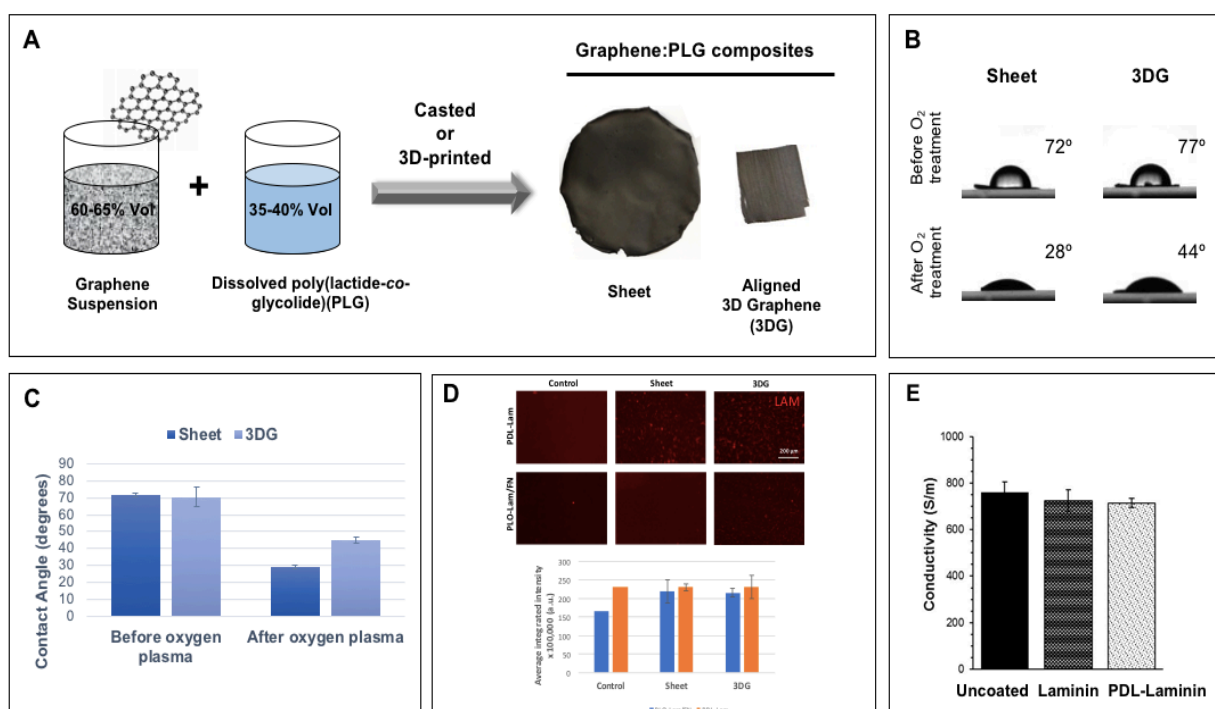 A
Graphene:PLG composites
Casted
or
3D-printed
60-65% Vol
+
35-40% Vol
Graphene
Suspension
Dissolved poly(lactide-co-
glycolide)(PLG)
Sheet
Aligned
3D Graphene
(3DG)
B
Sheet
3DG
Before O2
treatment
72º
77º
After O2
treatment
28º
44º
C
Sheet
3DG
Contact Angle (degrees)
90
80
70
60
50
40
30
20
10
0
Before oxygen
plasma
After oxygen plasma
D
Control
Sheet
3DG
PDL-Lam
LAM
200 µm
PLO-Lam/FN
Average integrated intensity
x 100,000 (a.u.)
300
250
200
150
100
50
0
Control
Sheet
3DG
E
Conductivity (S/m)
1000
800
600
400
200
0
Uncoated
Laminin
PDL-Laminin